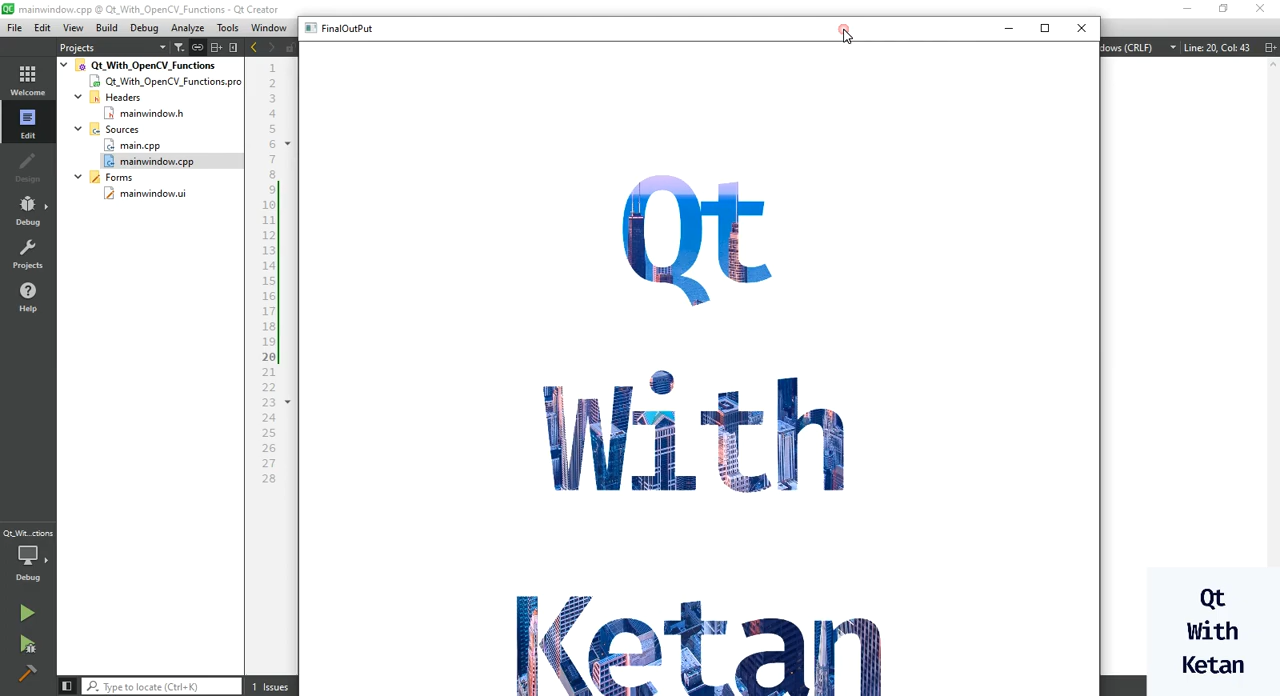 mainwindow.cpp @ Qt_With_OpenCV_Functions - Qt Creator
File Edit View Build Debug Analyze Tools Window
FinalOutPut
Projects
dows (CRLF) Line: 20, Col: 43
Qt_With_OpenCV_Functions
Qt_With_OpenCV_Functions.pro
Headers
mainwindow.h
Sources
main.cpp
mainwindow.cpp
Forms
mainwindow.ui
Welcome
Edit
Design
Debug
Projects
Help
Qt_Wit...ctions
Debug
1
2
3
4
5
6
7
8
9
10
11
12
13
14
15
16
17
18
19
20
21
22
23
24
25
26
27
28
Qt
With
Ketan
Qt
With
Ketan
Type to locate (Ctrl+K)
1 Issues